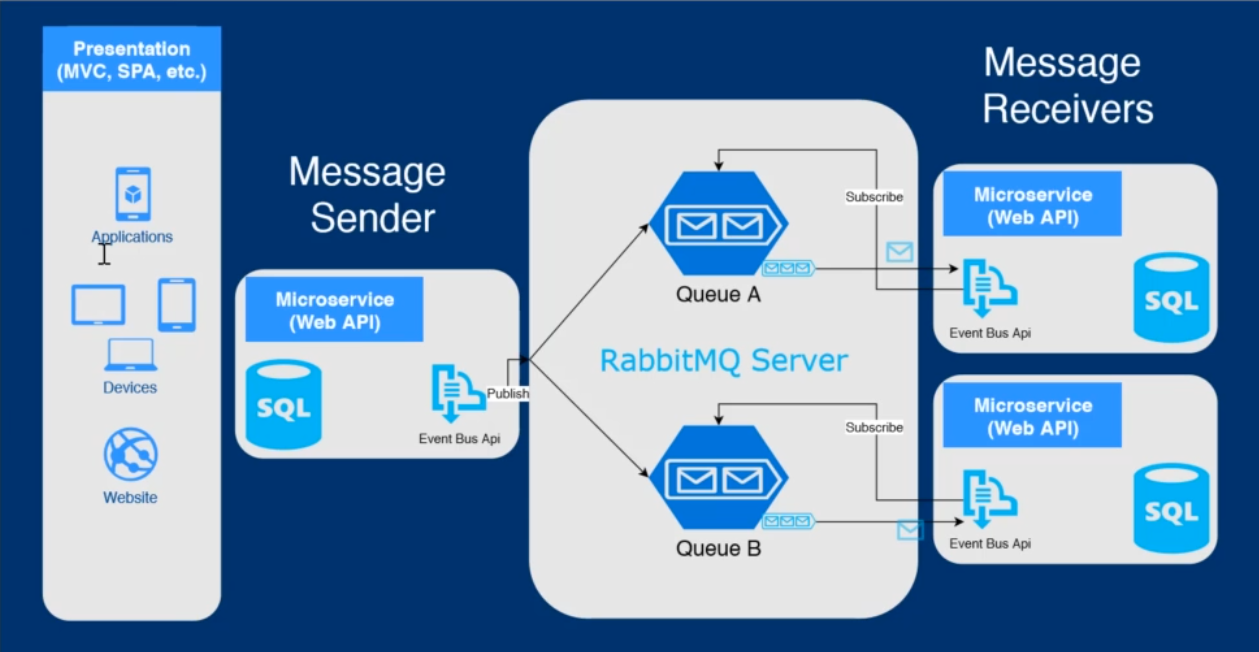 Presentation
(MVC, SPA, etc.)
Applications
Devices
Website
Message
Sender
Microservice
(Web API)
SQL
Publish
Event Bus Api
RabbitMQ Server
Queue A
Subscribe
Queue B
Subscribe
Message
Receivers
Microservice
(Web API)
SQL
Event Bus Api
Microservice
(Web API)
SQL
Event Bus Api